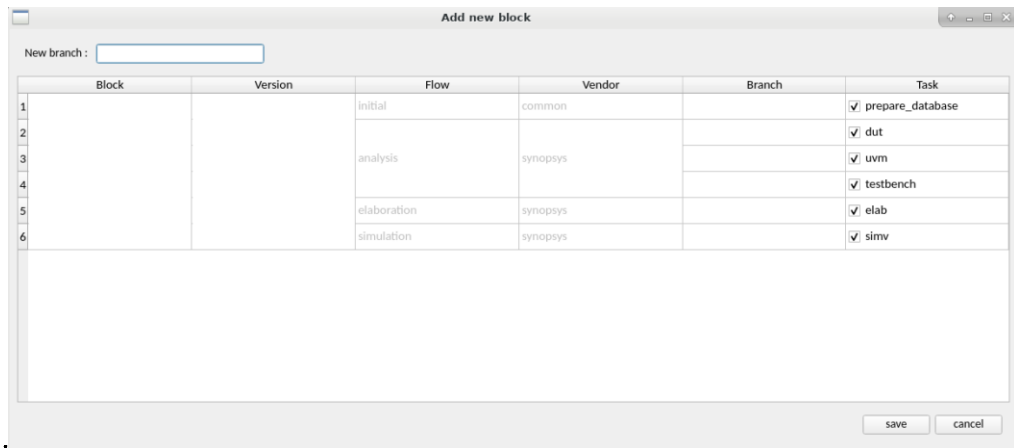 Add new block
New branch :
Block Version Flow Vendor Branch Task
1 initial common prepare_database
2 dut
3 analysis synopsys uvm
4 testbench
5 elaboration synopsys elab
6 simulation synopsys simv
save cancel